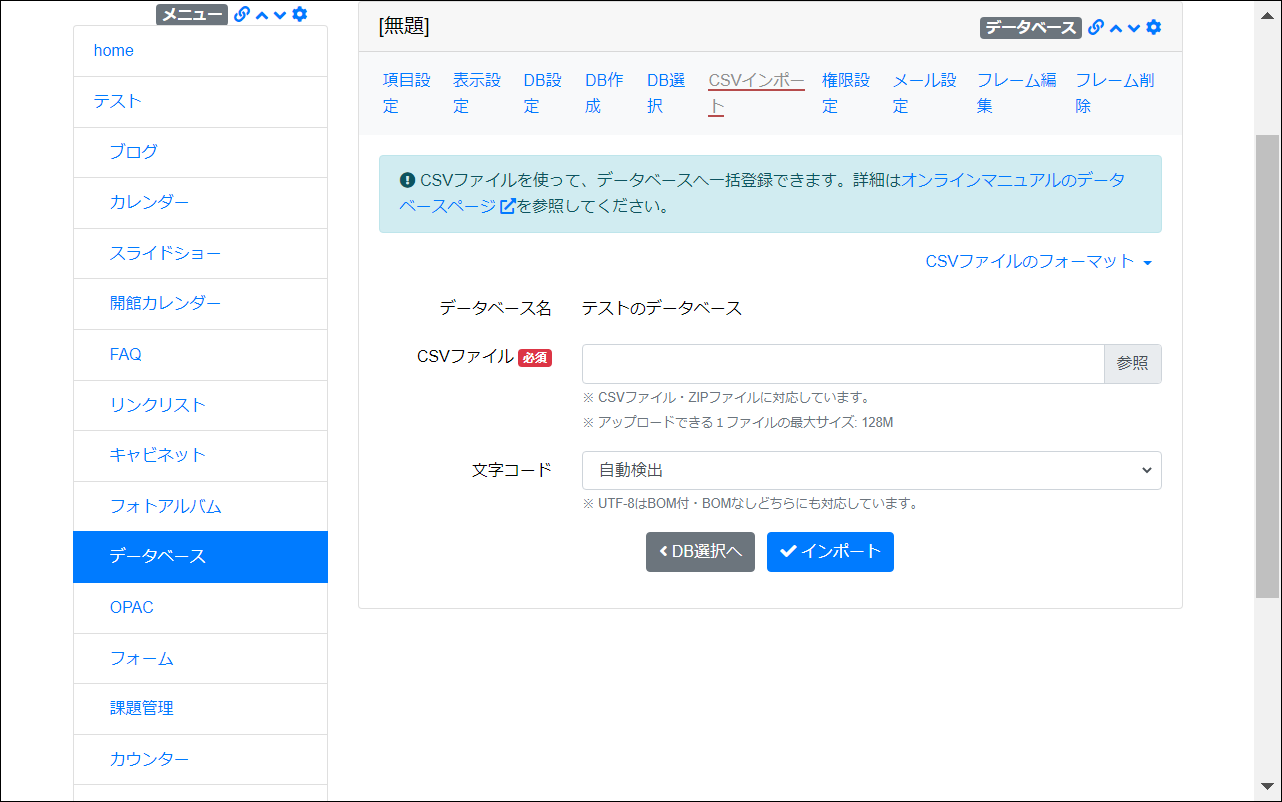 メニュー
home
テスト
ブログ
カレンダー
スライドショー
開館カレンダー
FAQ
リンクリスト
キャビネット
フォトアルバム
データベース
OPAC
フォーム
課題管理
カウンター
[無題]
データベース
項目設定
表示設定
DB設定
DB作成
DB選択
CSVインポート
権限設定
メール設定
フレーム編集
フレーム削除
CSVファイルを使って、データベースへ一括登録できます。詳細はオンラインマニュアルのデータ
ベースページを参照してください。
CSVファイルのフォーマット
データベース名 テストのデータベース
CSVファイル 必須
参照
※ CSVファイル・ZIPファイルに対応しています。
※ アップロードできる１ファイルの最大サイズ: 128M
文字コード 自動検出
※ UTF-8はBOM付・BOMなしどちらにも対応しています。
DB選択へ
インポート